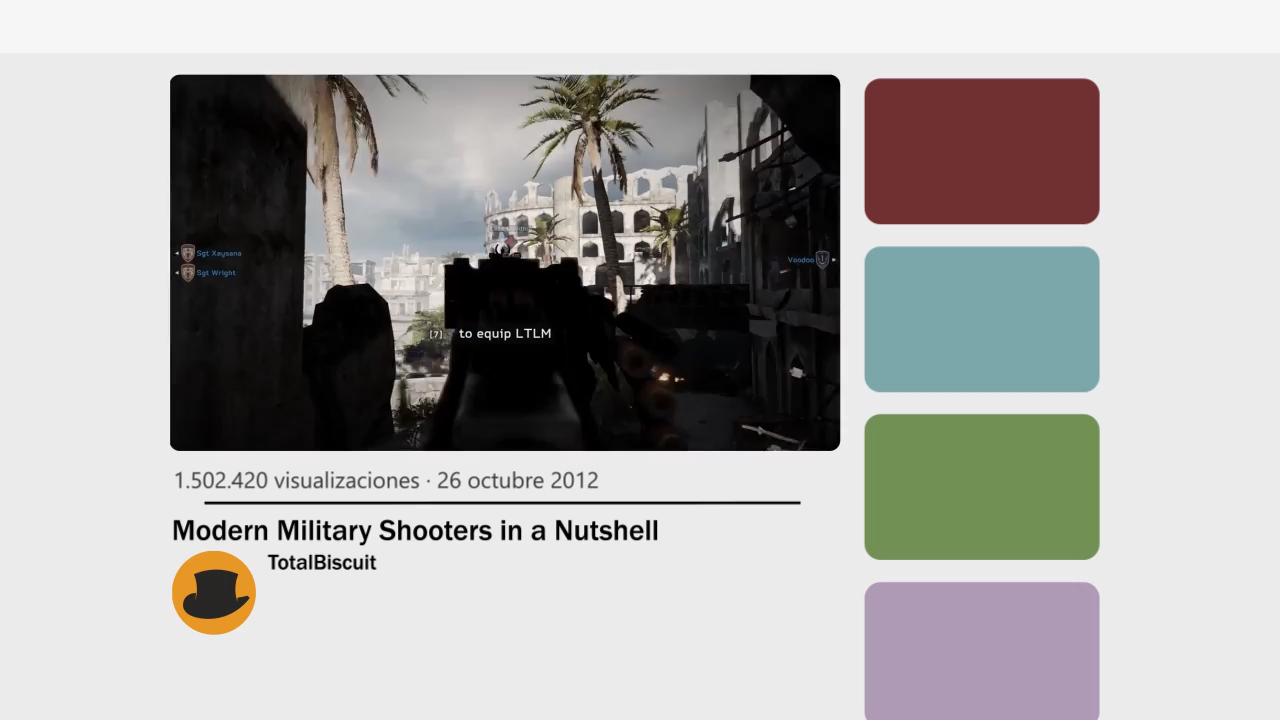 Sgt Xaysana
Sgt Wright
Voodoo
[7] to equip LTLM
1.502.420 visualizaciones · 26 octubre 2012
Modern Military Shooters in a Nutshell
TotalBiscuit